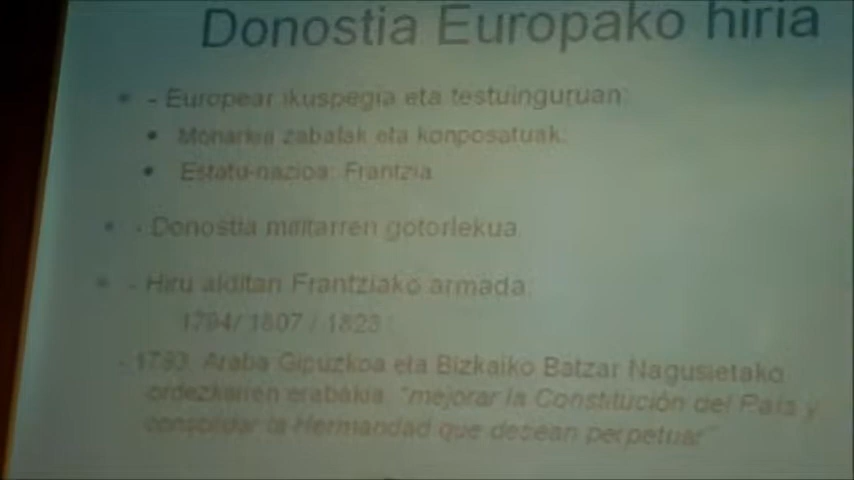 Donostia Europako hiria
- Europear ikuspegia eta testuinguruan:
Monarkia zabalak eta konposatuak:
Estatu-nazioa: Frantzia
- Donostia militarren gotorlekua
- Hiru alditan Frantziako armada:
1794/ 1807 / 1823
- 1793: Araba Gipuzkoa eta Bizkaiko Batzar Nagusietako
ordezkarien erabakia: "mejorar la Constitución del País y
consolidar la Hermandad que desean perpetuar"